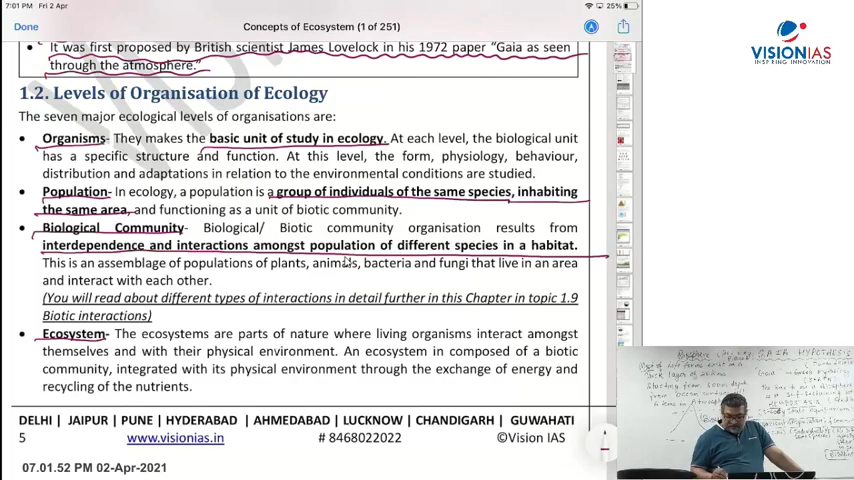 7:01 PM Fri 2 Apr
25%
Done
Concepts of Ecosystem (1 of 251)
VISIONIAS
INSPIRING INNOVATION
• It was first proposed by British scientist James Lovelock in his 1972 paper "Gaia as seen
through the atmosphere."
1.2. Levels of Organisation of Ecology
The seven major ecological levels of organisations are:
• Organisms- They makes the basic unit of study in ecology. At each level, the biological unit
has a specific structure and function. At this level, the form, physiology, behaviour,
distribution and adaptations in relation to the environmental conditions are studied.
• Population- In ecology, a population is a group of individuals of the same species, inhabiting
the same area, and functioning as a unit of biotic community.
• Biological Community- Biological/ Biotic community organisation results from
interdependence and interactions amongst population of different species in a habitat.
This is an assemblage of populations of plants, animals, bacteria and fungi that live in an area
and interact with each other.
(You will read about different types of interactions in detail further in this Chapter in topic 1.9
Biotic interactions)
• Ecosystem- The ecosystems are parts of nature where living organisms interact amongst
themselves and with their physical environment. An ecosystem in composed of a biotic
community, integrated with its physical environment through the exchange of energy and
recycling of the nutrients.
DELHI | JAIPUR | PUNE | HYDERABAD | AHMEDABAD | LUCKNOW | CHANDIGARH | GUWAHATI
5 www.visionias.in # 8468022022 ©Vision IAS
07.01.52 PM 02-Apr-2021
Biosphere
GAIA HYPOTHESIS